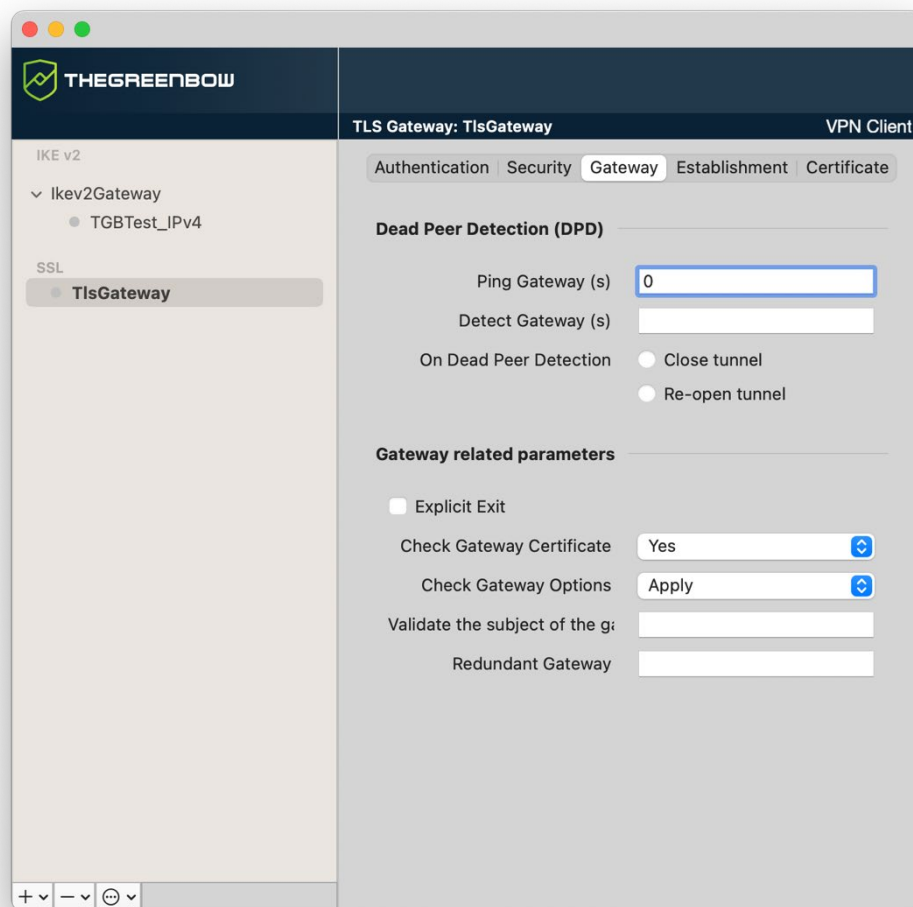 THEGREENBOW
TLS Gateway: TlsGateway VPN Client
IKE v2
Ikev2Gateway
TGBTest_IPv4
SSL
TlsGateway
Authentication Security Gateway Establishment Certificate
Dead Peer Detection (DPD)
Ping Gateway (s) 0
Detect Gateway (s)
On Dead Peer Detection Close tunnel
Re-open tunnel
Gateway related parameters
Explicit Exit
Check Gateway Certificate Yes
Check Gateway Options Apply
Validate the subject of the ga
Redundant Gateway